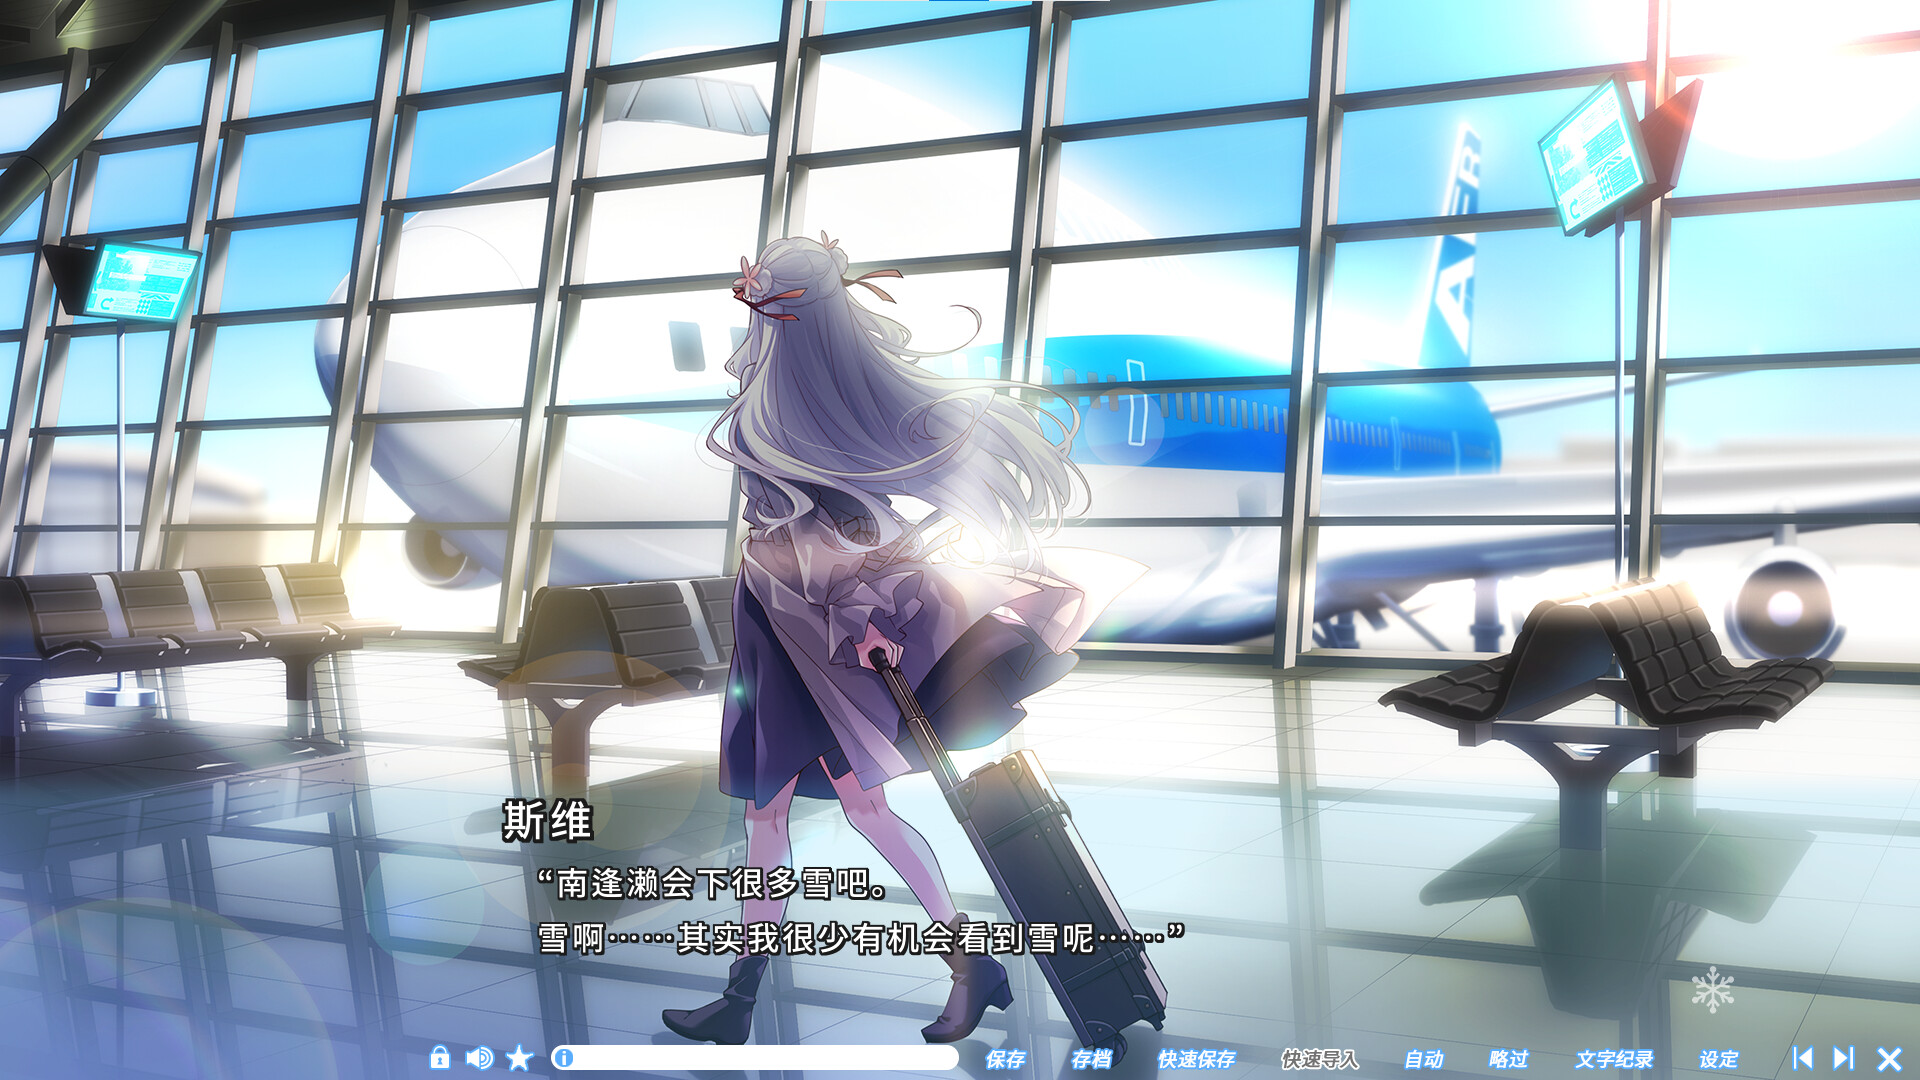 AIR
斯维
“南逢濑会下很多雪吧。
雪啊……其实我很少有机会看到雪呢……”
保存 存档 快速保存 快速导入 自动 略过 文字纪录 设定